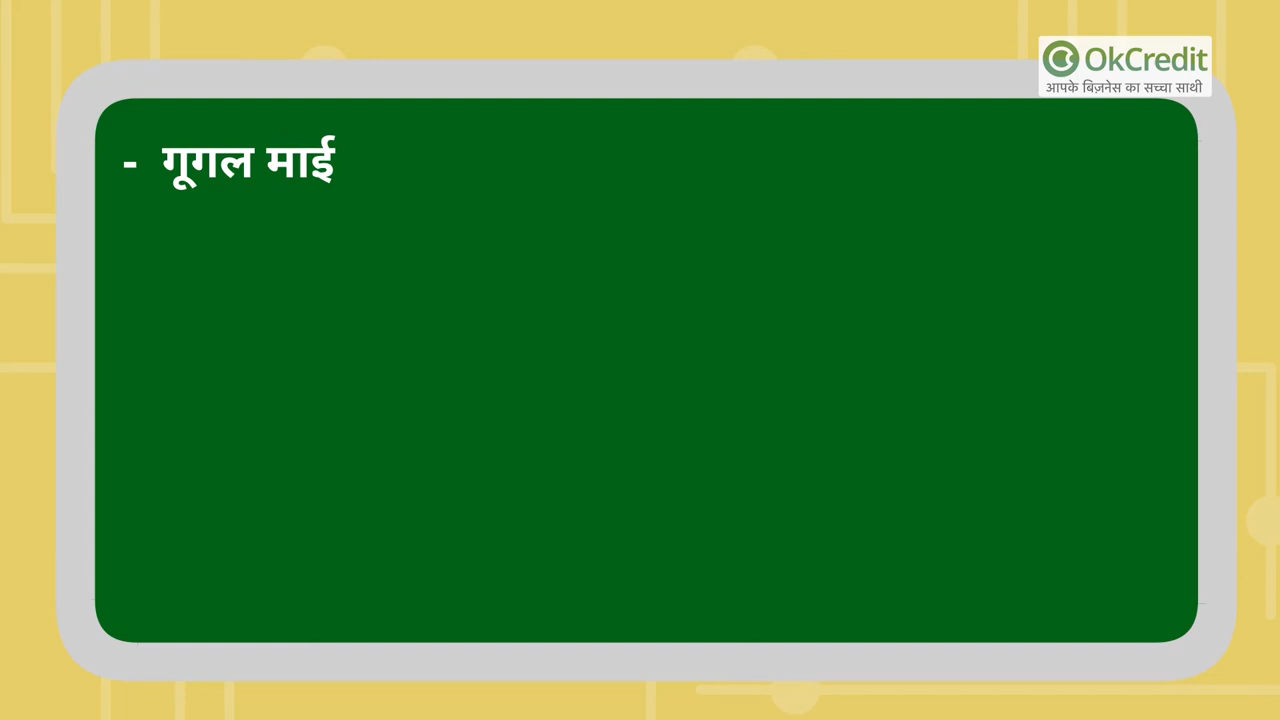 OkCredit
आपके बिज़नेस का सच्चा साथी
- गूगल माई